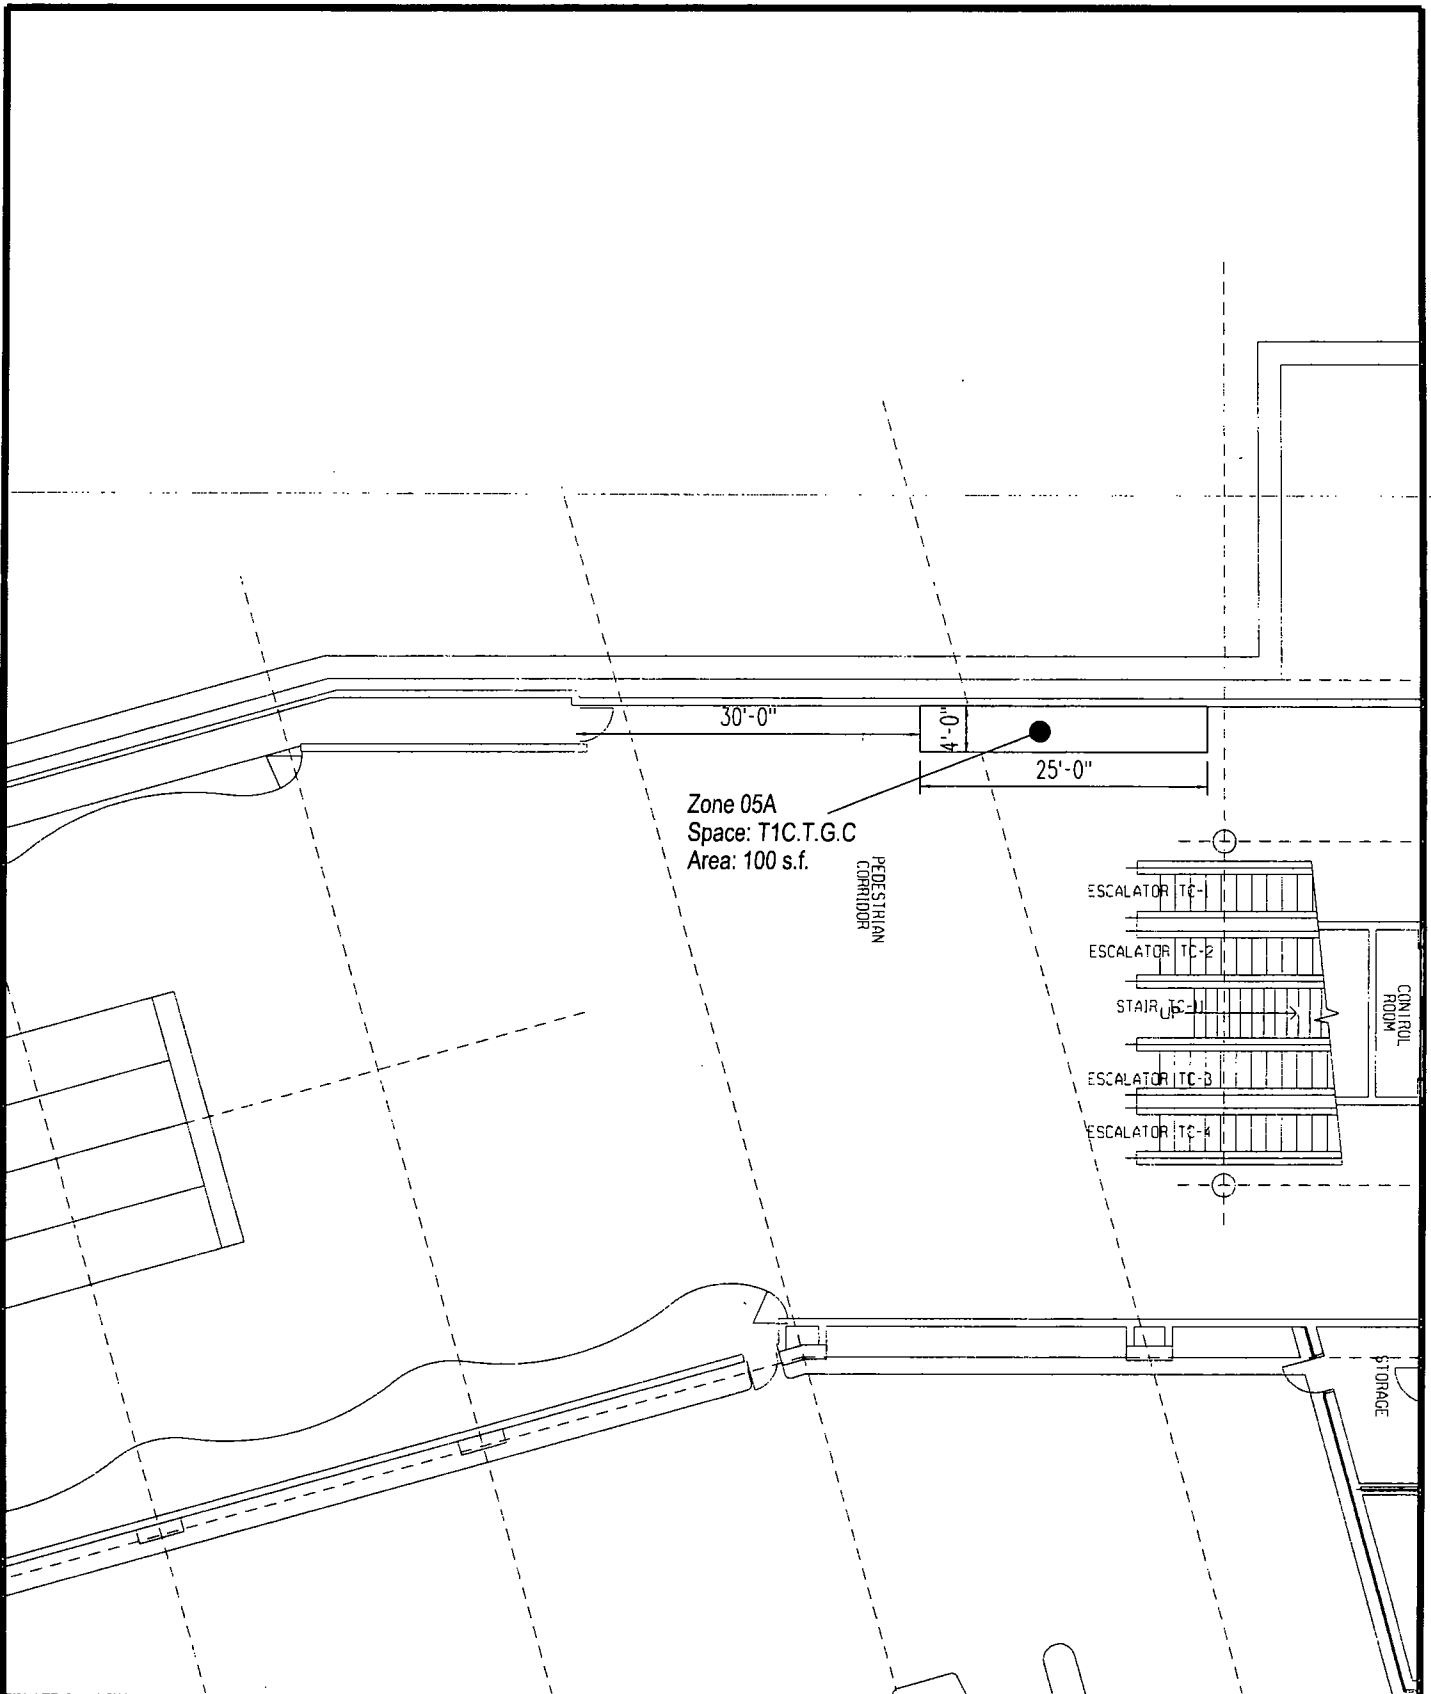 30'-0"
4'-0"
25'-0"
Zone 05A
Space: T1C.T.G.C
Area: 100 s.f.
PEDESTRIAN
CORRIDOR
ESCALATOR TC-1
ESCALATOR TC-2
STAIR TC-U
UP
ESCALATOR TC-3
ESCALATOR TC-4
CONTROL
ROOM
STORAGE